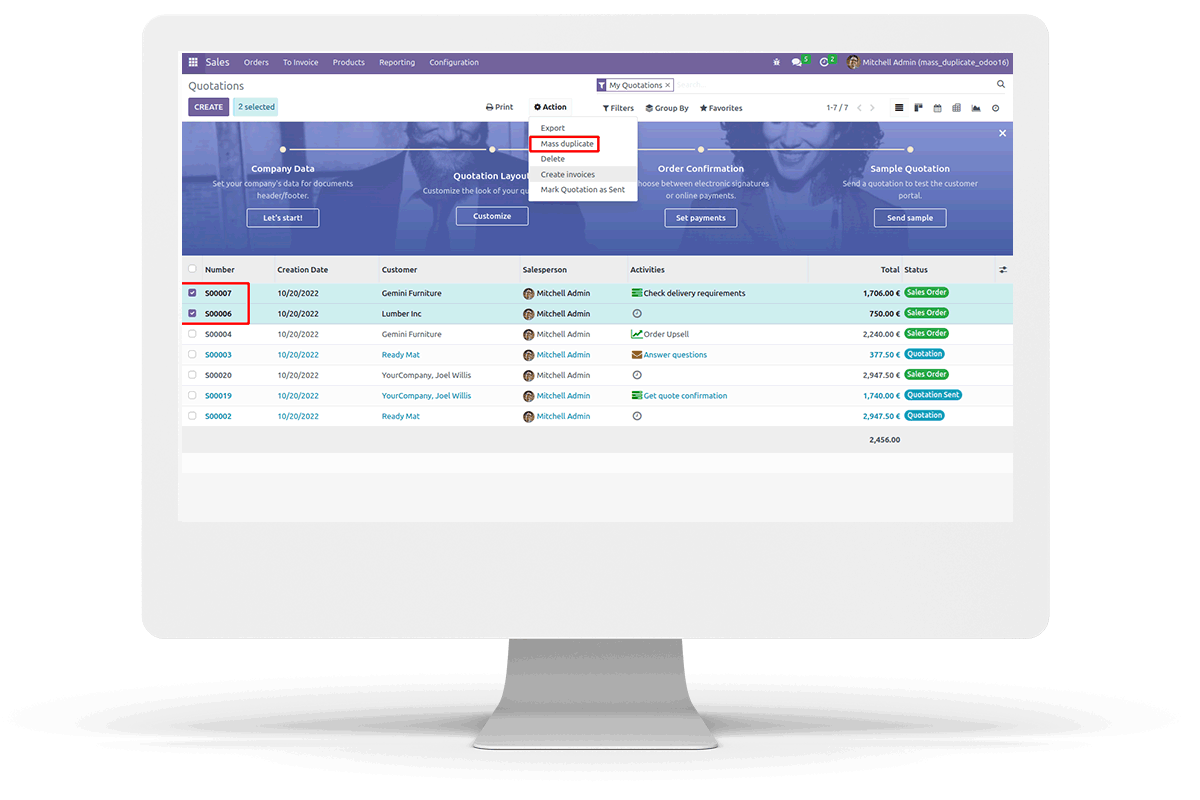 Sales Orders To Invoice Products Reporting Configuration 5 2 Mitchell Admin (mass_duplicate_odoo16)
Quotations My Quotations ×
CREATE 2 selected Print Action Filters Group By Favorites 1-7 / 7
Export
Mass duplicate
Delete
Create invoices
Mark Quotation as Sent
Company Data
Set your company's data for documents
header/footer.
Let's start!
Quotation Layou
Customize the look of your qu
Customize
Order Confirmation
hoose between electronic signatures
or online payments.
Set payments
Sample Quotation
Send a quotation to test the customer
portal.
Send sample
Number Creation Date Customer Salesperson Activities Total Status
S00007 10/20/2022 Gemini Furniture Mitchell Admin Check delivery requirements 1,706.00 € Sales Order
S00006 10/20/2022 Lumber Inc Mitchell Admin 750.00 € Sales Order
S00004 10/20/2022 Gemini Furniture Mitchell Admin Order Upsell 2,240.00 € Sales Order
S00003 10/20/2022 Ready Mat Mitchell Admin Answer questions 377.50 € Quotation
S00020 10/20/2022 YourCompany, Joel Willis Mitchell Admin 2,947.50 € Sales Order
S00019 10/20/2022 YourCompany, Joel Willis Mitchell Admin Get quote confirmation 1,740.00 € Quotation Sent
S00002 10/20/2022 Ready Mat Mitchell Admin 2,947.50 € Quotation
2,456.00